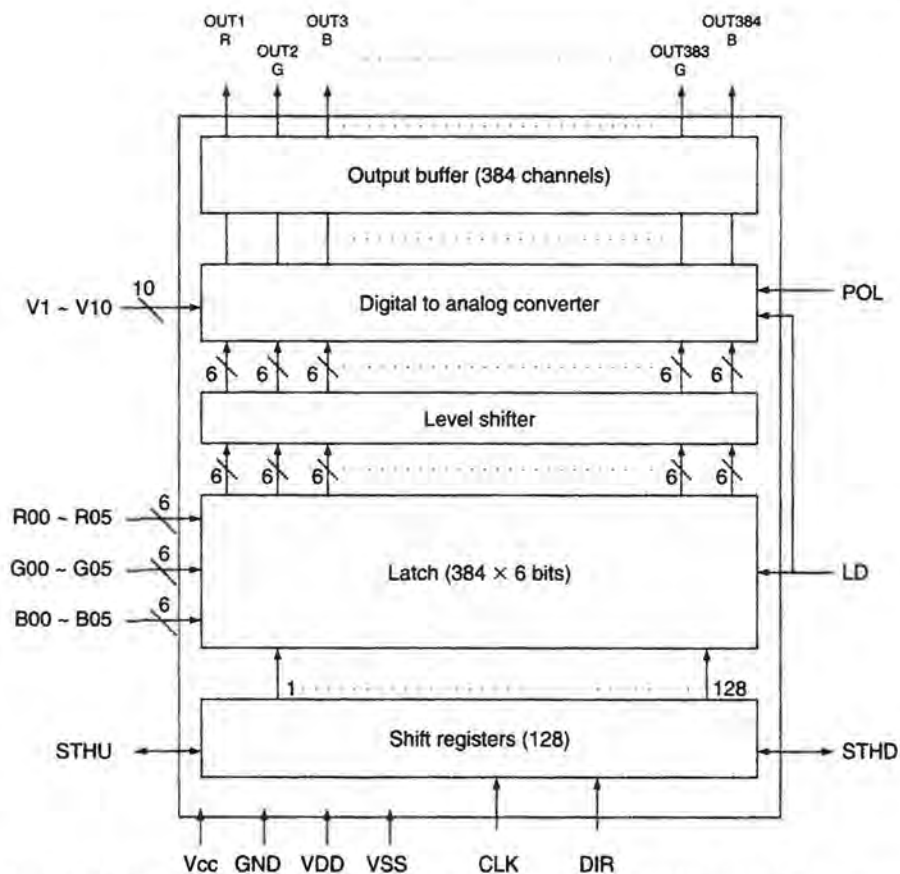 OUT1 OUT3 OUT384
R B B
OUT2 OUT383
G G
Output buffer (384 channels)
V1 ~ V10 10 Digital to analog converter POL
6 6 6 6 6
Level shifter
6 6 6 6 6
R00 ~ R05 6
G00 ~ G05 6 Latch (384 × 6 bits) LD
B00 ~ B05 6
1 128
STHU Shift registers (128) STHD
Vcc GND VDD VSS CLK DIR